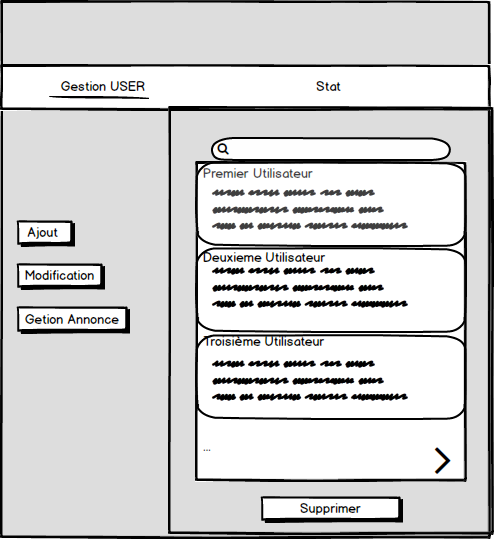 Gestion USER
Stat
Premier Utilisateur
Deuxieme Utilisateur
Ajout
Modification
Getion Annonce
Troisième Utilisateur
...
Supprimer